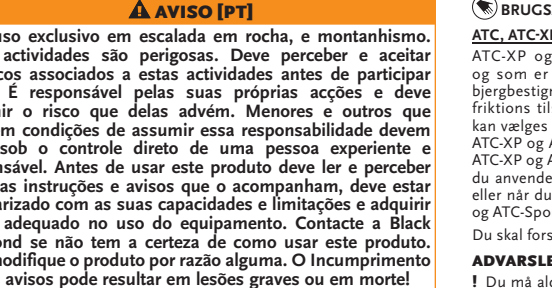 AVISO [PT]
uso exclusivo em escalada em rocha, e montanhismo.
actividades são perigosas. Deve perceber e aceitar
associados a estas actividades antes de participar
É responsável pelas suas próprias acções e deve
o risco que delas advém. Menores e outros que
condições de assumir essa responsabilidade devem
sob o controle direto de uma pessoa experiente e
Antes de usar este produto deve ler e perceber
as instruções e avisos que o acompanham, deve estar
com as suas capacidades e limitações e adquirir
adequado no uso do equipamento. Contacte a Black
se não tem a certeza de como usar este produto.
modifique o produto por razão alguma. O Incumprimento
avisos pode resultar em lesões graves ou em morte!
BRUGS
ATC, ATC-XP
ATC-XP og
og som er
bjergbestign
friktions til
kan vælges
ATC-XP og A
ATC-XP og A
du anvende
eller når du
og ATC-Spo
Du skal fors
ADVARSLE
! Du må ald